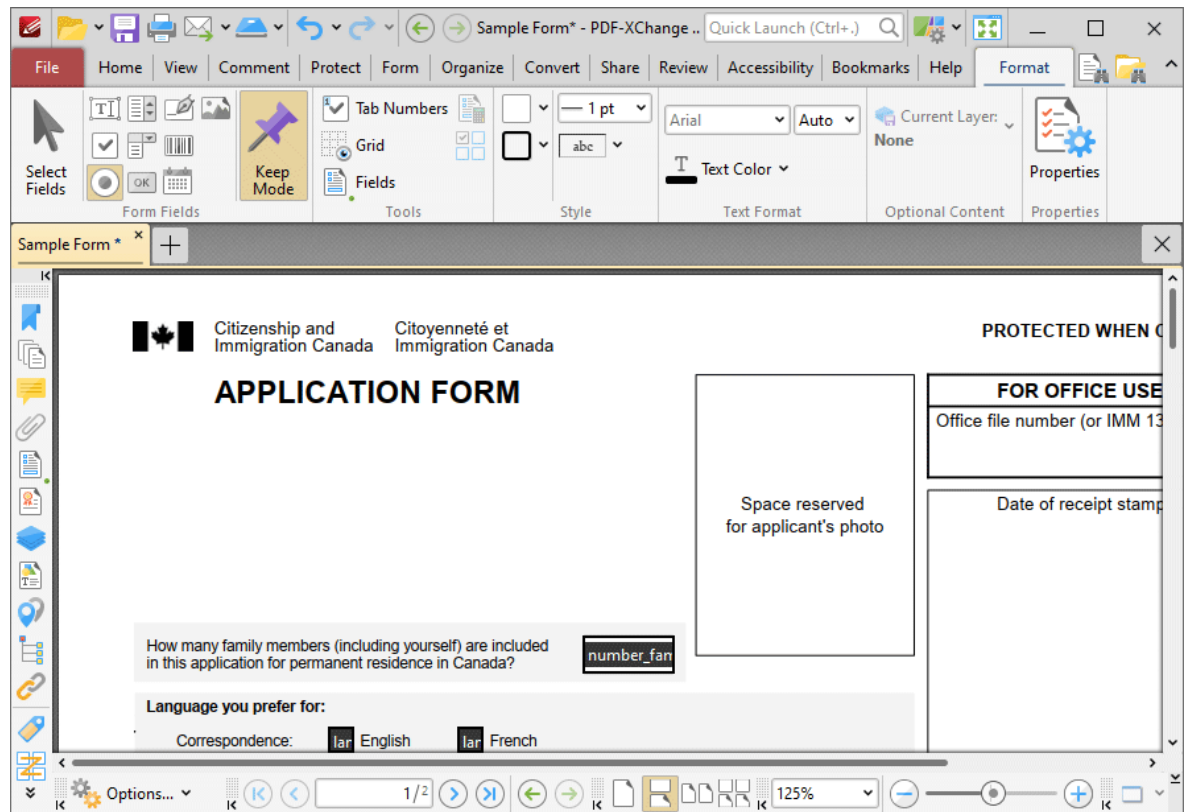 Sample Form* - PDF-XChange ..
Quick Launch (Ctrl+.)
File Home View Comment Protect Form Organize Convert Share Review Accessibility Bookmarks Help Format
Select Fields
OK
Keep Mode
Tab Numbers
Grid
Fields
1 pt
abc
Arial
Auto
Text Color
Current Layer:
None
Properties
Form Fields Tools Style Text Format Optional Content Properties
Sample Form *
Citizenship and Citoyenneté et
Immigration Canada Immigration Canada
PROTECTED WHEN
APPLICATION FORM
FOR OFFICE USE
Office file number (or IMM 13
Space reserved
for applicant's photo
Date of receipt stamp
How many family members (including yourself) are included
in this application for permanent residence in Canada?
number_fam
Language you prefer for:
Correspondence: lar English lar French
Options...
1/2
125%